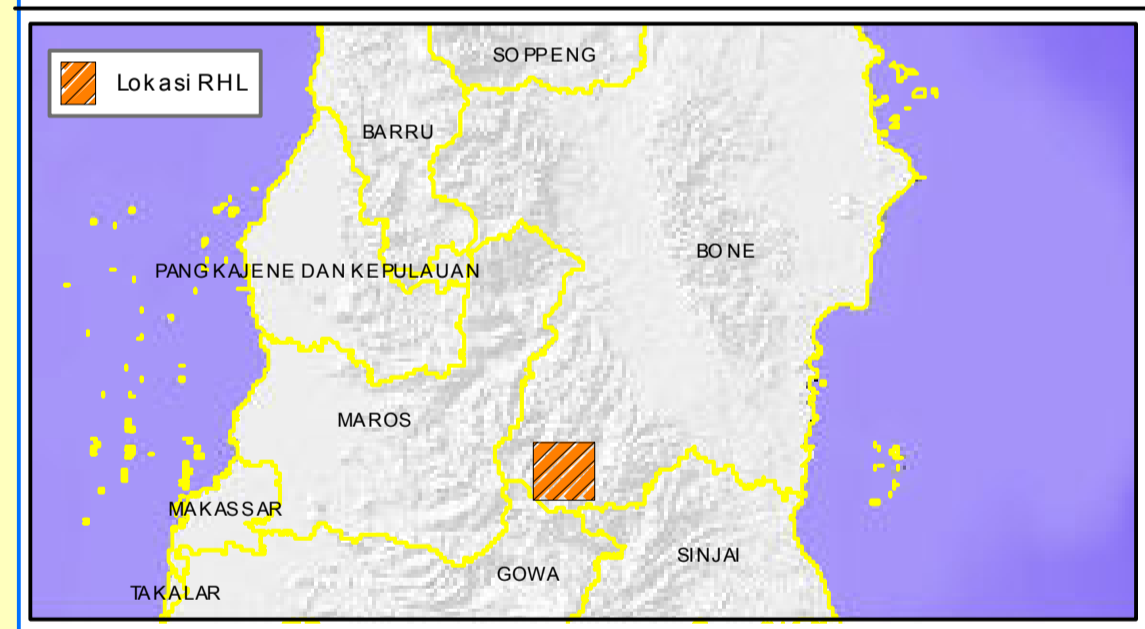 SOPPENG
Lokasi RHL
BARRU
BONE
PANGKAJENE DAN KEPULAUAN
MAROS
MAKASSAR
SINJAI
GOWA
TAKALAR